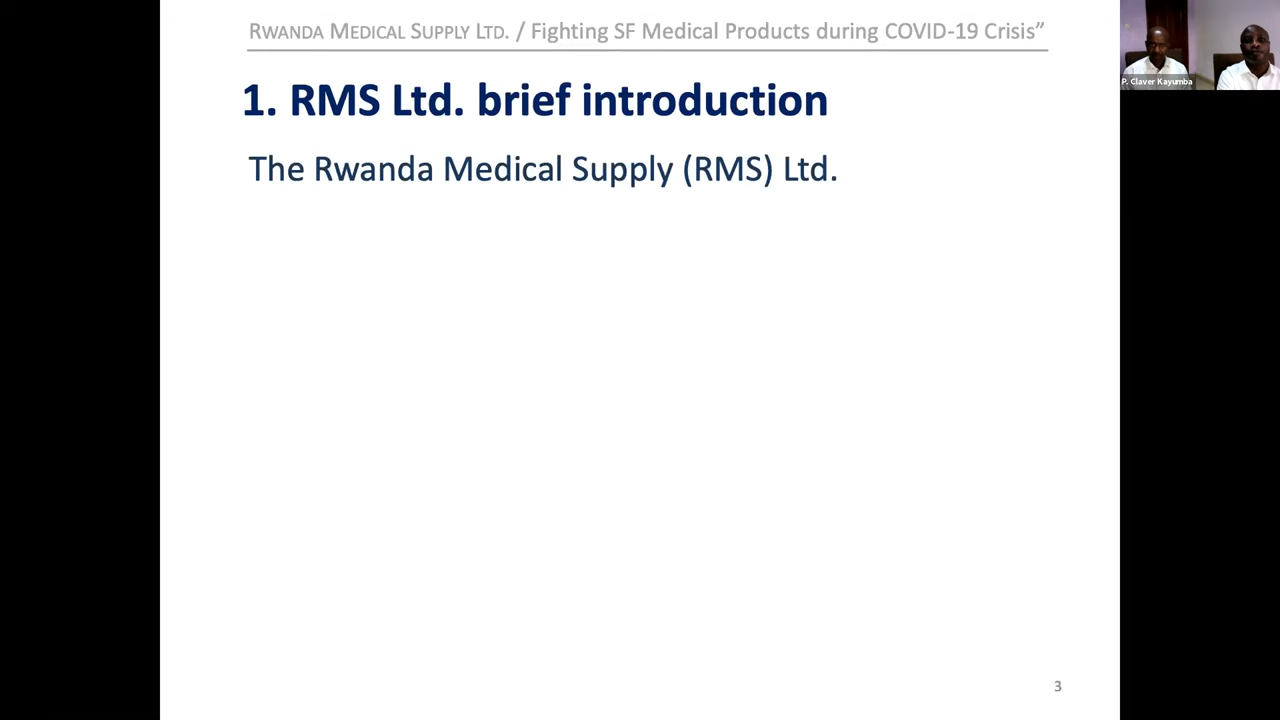 RWANDA MEDICAL SUPPLY LTD. / Fighting SF Medical Products during COVID-19 Crisis”
P. Claver Kayumba
1. RMS Ltd. brief introduction
The Rwanda Medical Supply (RMS) Ltd.
3